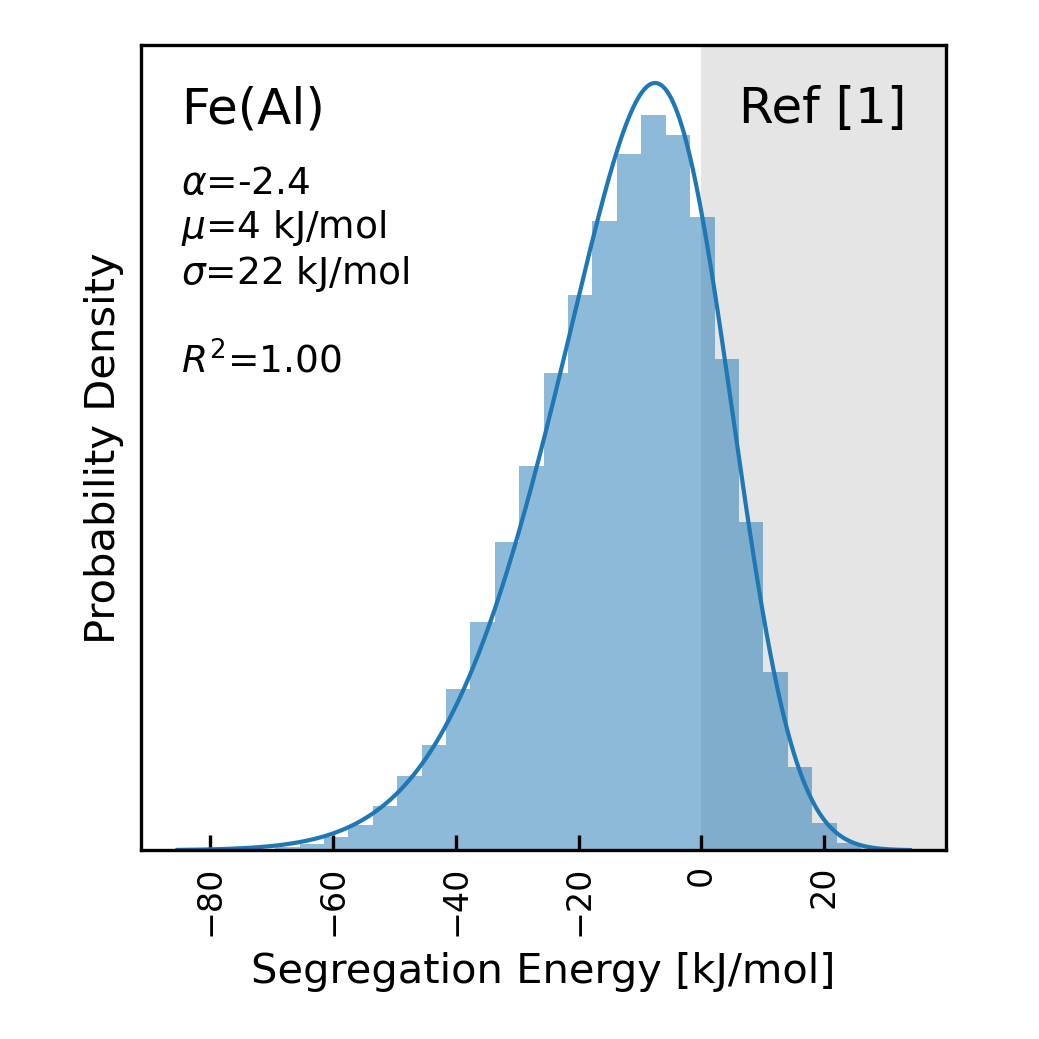 Fe(Al)
Ref [1]
α=-2.4
μ=4 kJ/mol
σ=22 kJ/mol
R²=1.00
Probability Density
−80 −60 −40 −20 0 20
Segregation Energy [kJ/mol]